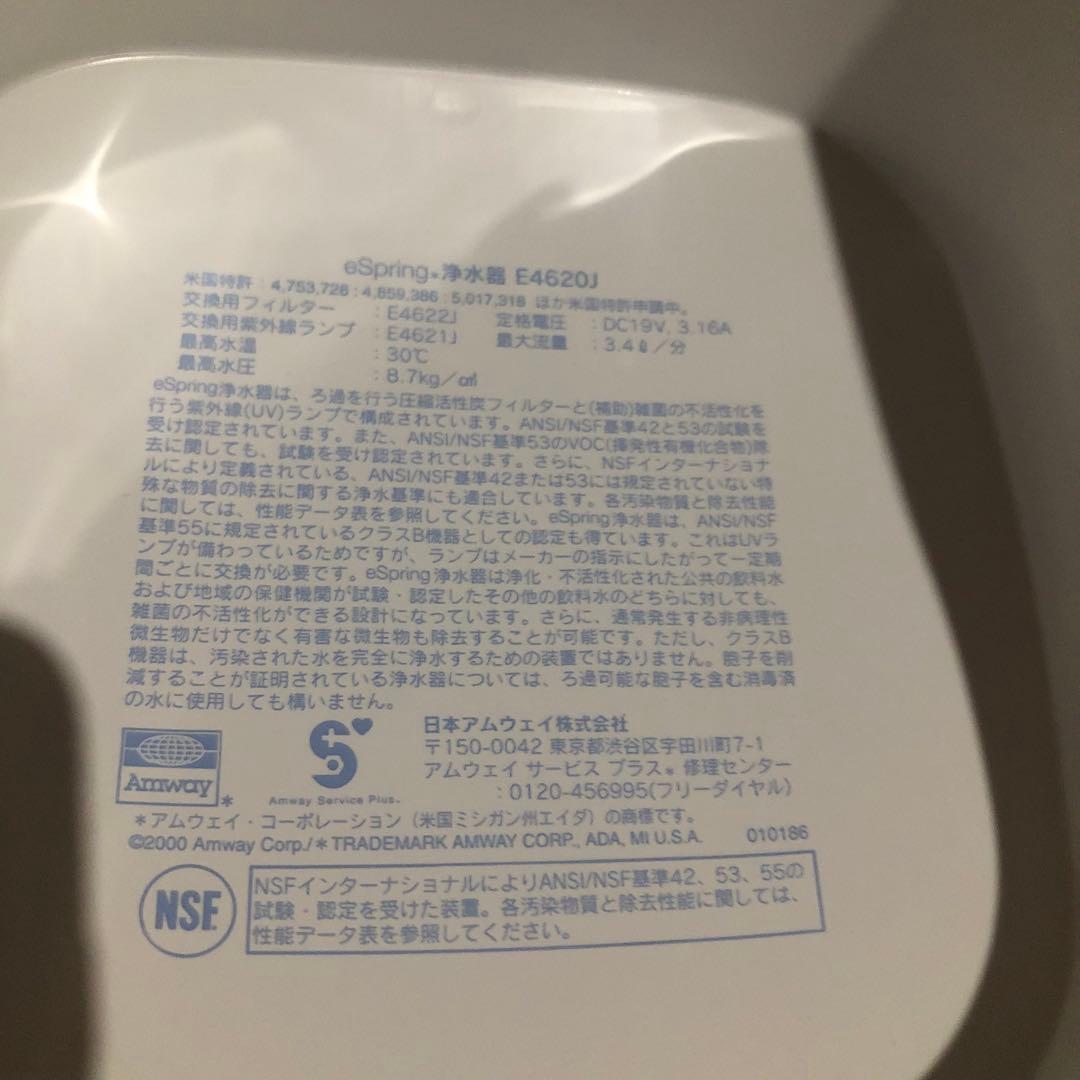 eSpring*浄水器 E4620J
米国特許:4,753,728;4,859,386;5,017,318 ほか米国特許申請中。
交換用フィルター :E4622J 定格電圧 :DC19V, 3.16A
交換用紫外線ランプ :E4621J 最大流量 :3.4ℓ/分
最高水温 :30℃
最高水圧 :8.7kg/c㎡
eSpring浄水器は、ろ過を行う圧縮活性炭フィルターと(補助)雑菌の不活性化を
行う紫外線(UV)ランプで構成されています。ANSI/NSF基準42と53の試験を
受け認定されています。また、ANSI/NSF基準53のVOC(揮発性有機化合物)除
去に関しても、試験を受け認定されています。さらに、NSFインターナショナ
ルにより定義されている、ANSI/NSF基準42または53には規定されていない特
殊な物質の除去に関する浄水基準にも適合しています。各汚染物質と除去性能
に関しては、性能データ表を参照してください。eSpring浄水器は、ANSI/NSF
基準55に規定されているクラスB機器としての認定も得ています。これはUVラ
ンプが備わっているためですが、ランプはメーカーの指示にしたがって一定期
間ごとに交換が必要です。eSpring浄水器は浄化・不活性化された公共の飲料水
および地域の保健機関が試験・認定したその他の飲料水のどちらに対しても、
雑菌の不活性化ができる設計になっています。さらに、通常発生する非病理性
微生物だけでなく有害な微生物も除去することが可能です。ただし、クラスB
機器は、汚染された水を完全に浄水するための装置ではありません。胞子を削
減することが証明されている浄水器については、ろ過可能な胞子を含む消毒済
の水に使用しても構いません。
Amway*
Amway Service Plus*
日本アムウェイ株式会社
〒150-0042 東京都渋谷区宇田川町7-1
アムウェイ サービス プラス* 修理センター
:0120-456995(フリーダイヤル)
*アムウェイ・コーポレーション(米国ミシガン州エイダ)の商標です。
©2000 Amway Corp./*TRADEMARK AMWAY CORP., ADA, MI U.S.A. 010186
NSF
NSFインターナショナルによりANSI/NSF基準42、53、55の
試験・認定を受けた装置。各汚染物質と除去性能に関しては、
性能データ表を参照してください。